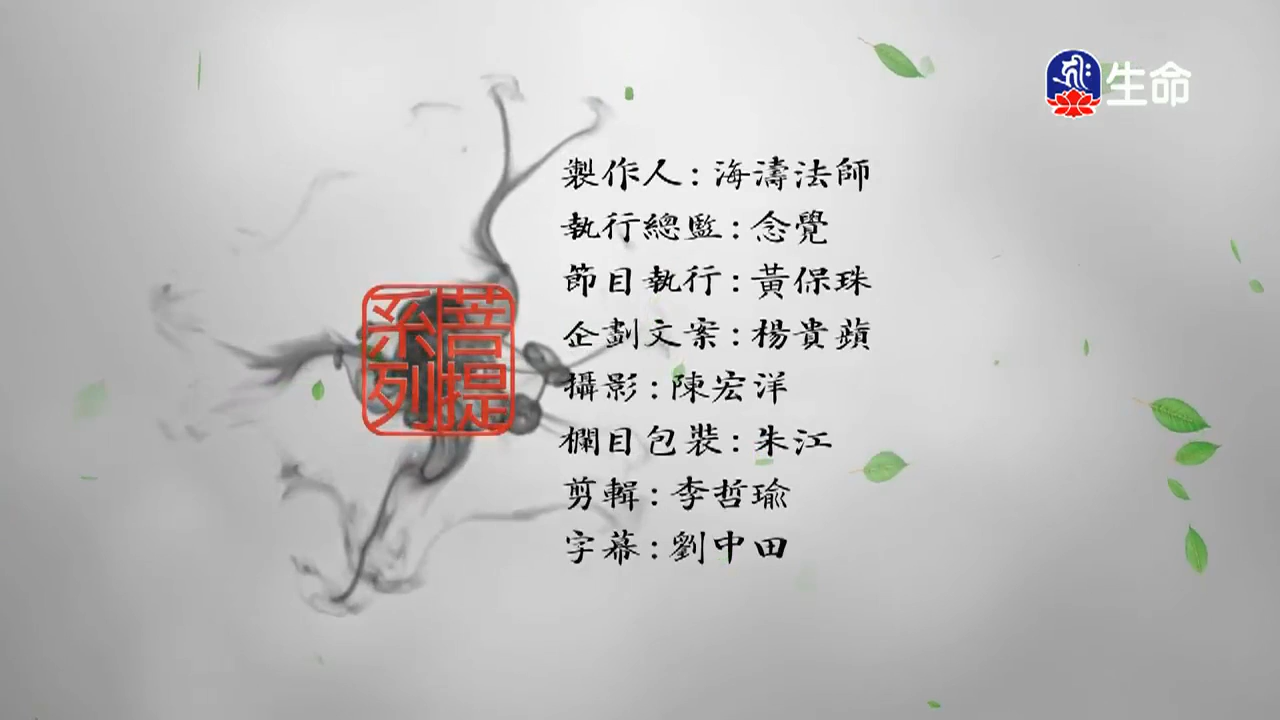 生命
製作人：海濤法師
執行總監：念覺
節目執行：黃保珠
企劃文案：楊貴蘋
攝影：陳宏洋
欄目包裝：朱江
剪輯：李哲瑜
字幕：劉中田
菩提
系列